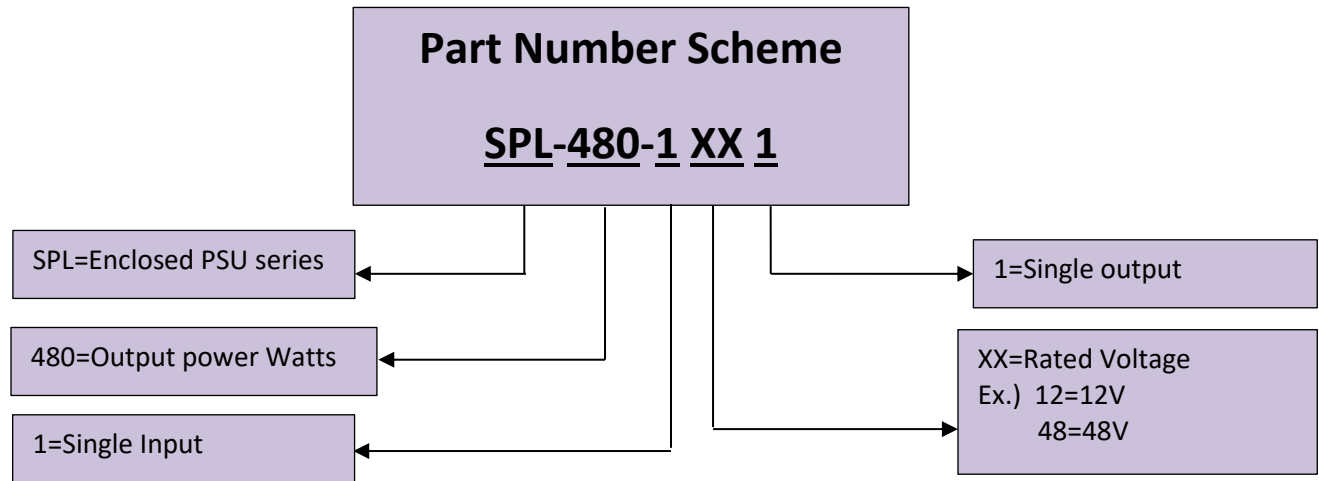 Part Number Scheme
SPL-480-1 XX 1
SPL=Enclosed PSU series
480=Output power Watts
1=Single Input
1=Single output
XX=Rated Voltage
Ex.) 12=12V
48=48V